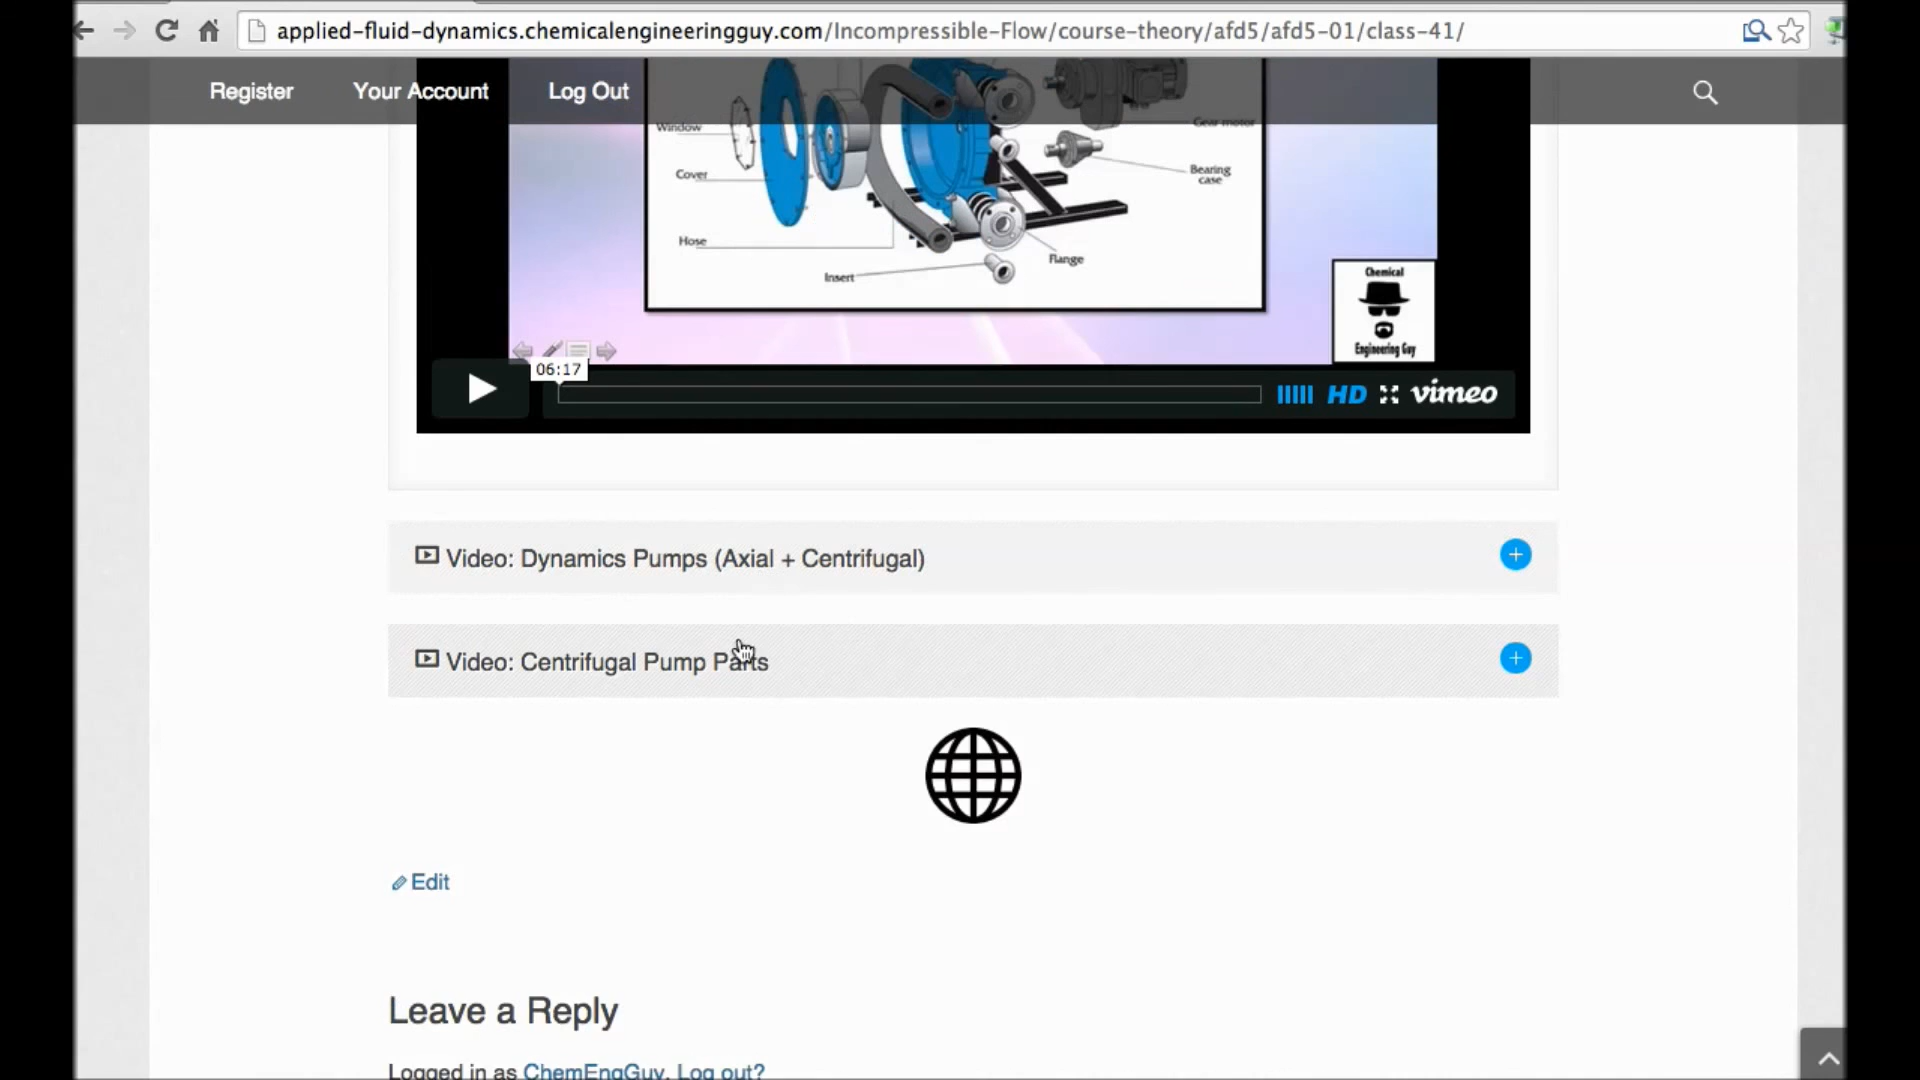 applied-fluid-dynamics.chemicalengineeringguy.com/Incompressible-Flow/course-theory/afd5/afd5-01/class-41/
Register Your Account Log Out
Window
Gear motor
Cover
Bearing case
Hose
Flange
Insert
Chemical
Engineering Guy
06:17
HD vimeo
Video: Dynamics Pumps (Axial + Centrifugal)
Video: Centrifugal Pump Parts
Edit
Leave a Reply
Logged in as ChemEngGuy. Log out?